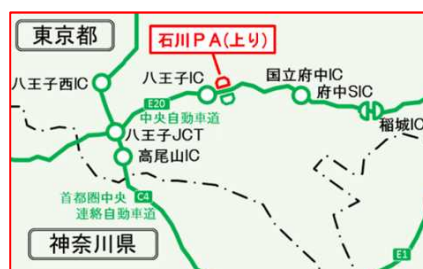 東京都
石川PA(上り)
八王子西IC
八王子IC
国立府中IC
府中SIC
稲城IC
E20
中央自動車道
八王子JCT
高尾山IC
首都圏中央
連絡自動車道
C4
神奈川県
E1